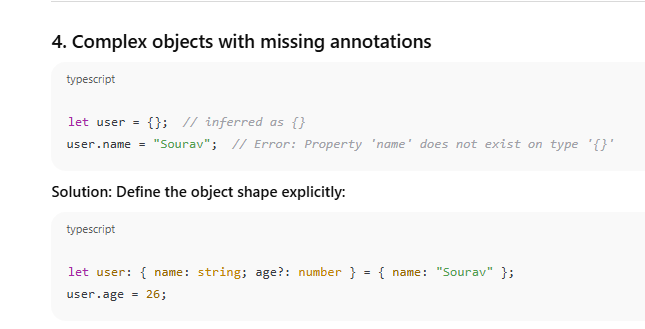 4. Complex objects with missing annotations
typescript
let user = {};  // inferred as {}
user.name = "Sourav";  // Error: Property 'name' does not exist on type '{}'
Solution: Define the object shape explicitly:
typescript
let user: { name: string; age?: number } = { name: "Sourav" };
user.age = 26;